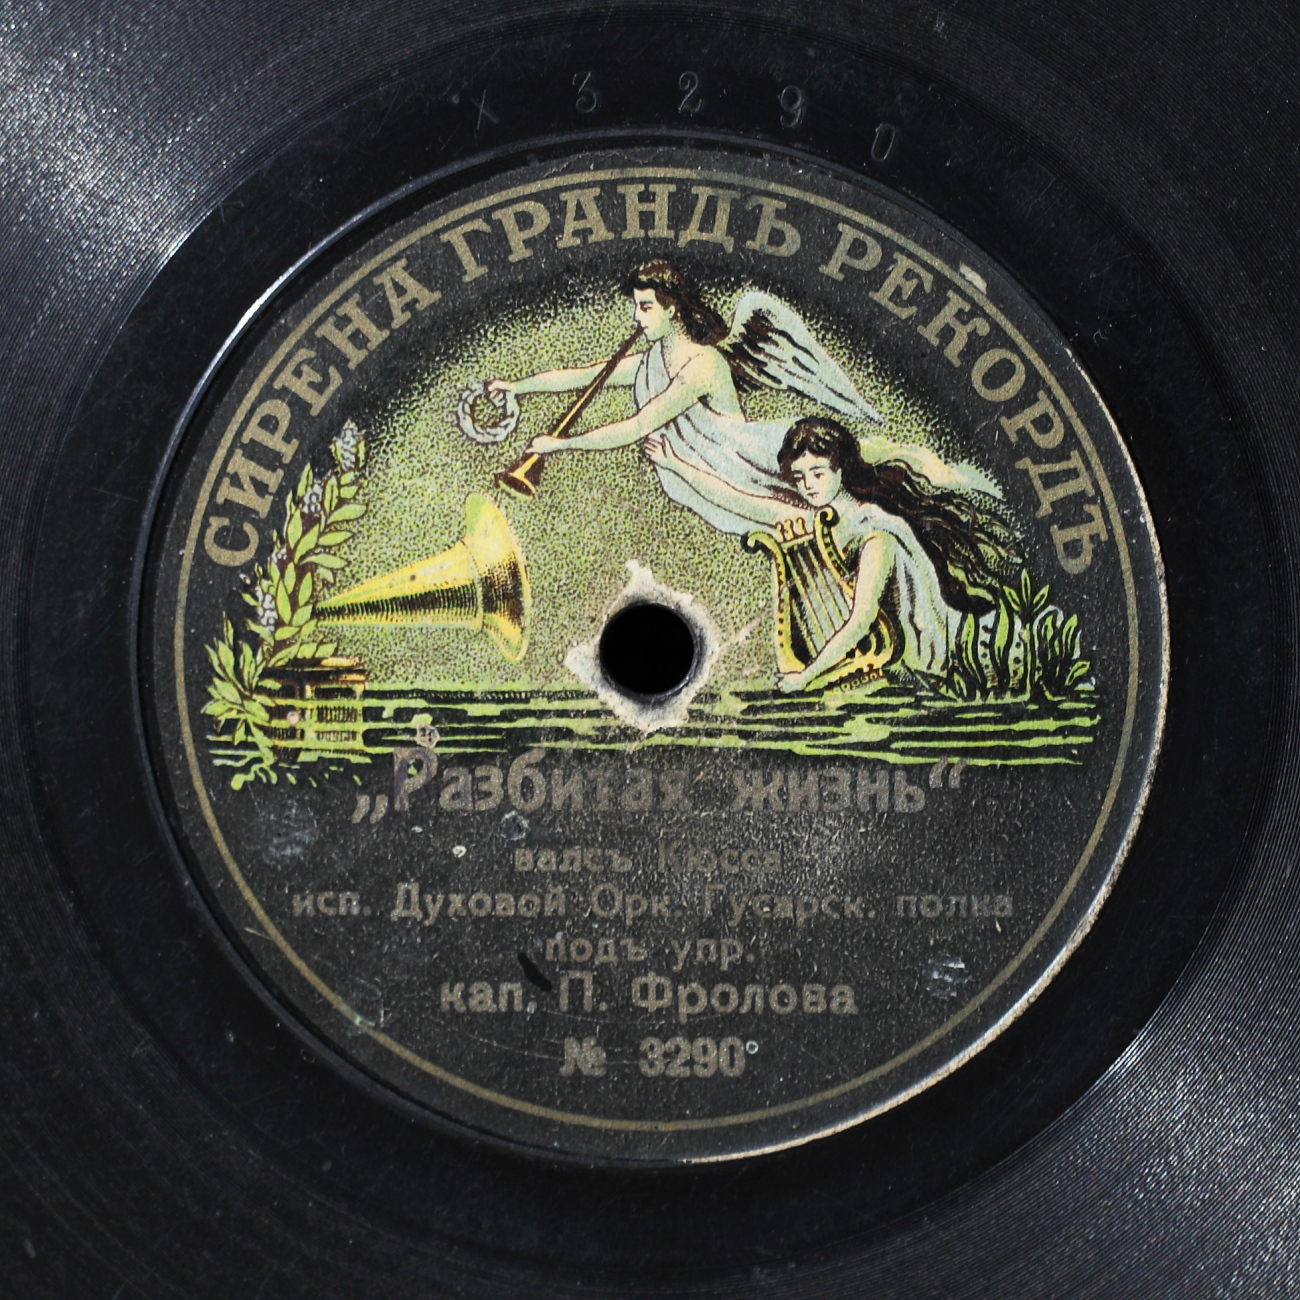 X 3290
СИРЕНА ГРАНДЪ РЕКОРДЪ
„Разбитая жизнь“
вальсъ Кюсса
исп. Духовой Орк. Гусарск. полка
подъ упр.
кап. П. Фролова
№ 3290